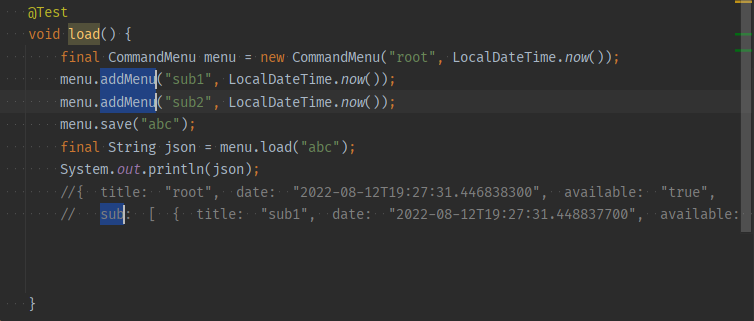 @Test
void load() {
final CommandMenu menu = new CommandMenu("root", LocalDateTime.now());
menu.addMenu("sub1", LocalDateTime.now());
menu.addMenu("sub2", LocalDateTime.now());
menu.save("abc");
final String json = menu.load("abc");
System.out.println(json);
//{ title: "root", date: "2022-08-12T19:27:31.446838300", available: "true",
// sub: [ { title: "sub1", date: "2022-08-12T19:27:31.448837700", available:
}